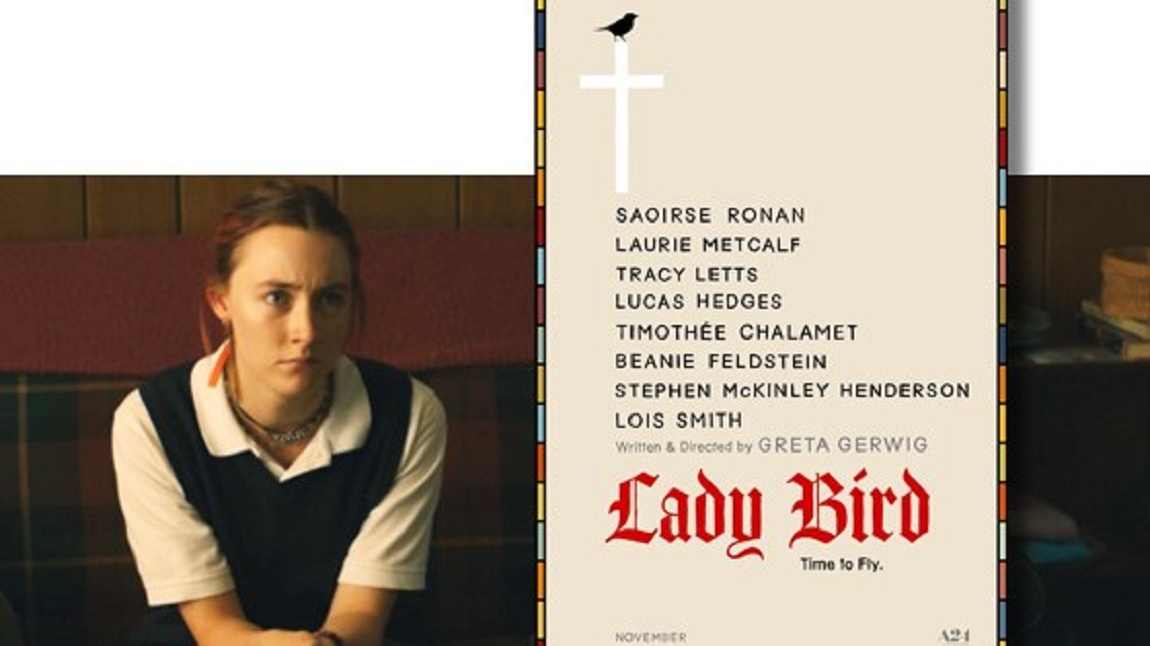 SAOIRSE RONAN
LAURIE METCALF
TRACY LETTS
LUCAS HEDGES
TIMOTHÉE CHALAMET
BEANIE FELDSTEIN
STEPHEN McKINLEY HENDERSON
LOIS SMITH
Written & Directed by GRETA GERWIG
Lady Bird
Time to Fly.
NOVEMBER A24